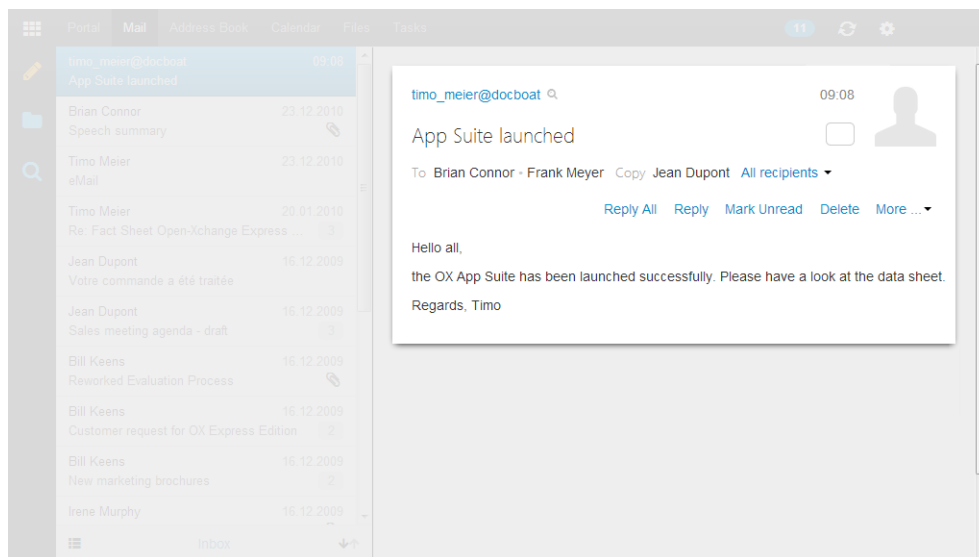 Portal Mail Address Book Calendar Files Tasks 11
timo_meier@docboat 09:08
App Suite launched
Brian Connor 23.12.2010
Speech summary
Timo Meier 23.12.2010
eMail
Timo Meier 20.01.2010
Re: Fact Sheet Open-Xchange Express ... 3
Jean Dupont 16.12.2009
Votre commande a été traitée
Jean Dupont 16.12.2009
Sales meeting agenda - draft 3
Bill Keens 16.12.2009
Reworked Evaluation Process
Bill Keens 16.12.2009
Customer request for OX Express Edition 2
Bill Keens 16.12.2009
New marketing brochures 2
Irene Murphy 16.12.2009
Inbox
timo_meier@docboat 09:08
App Suite launched
To Brian Connor • Frank Meyer Copy Jean Dupont All recipients
Reply All Reply Mark Unread Delete More ...
Hello all,
the OX App Suite has been launched successfully. Please have a look at the data sheet.
Regards, Timo